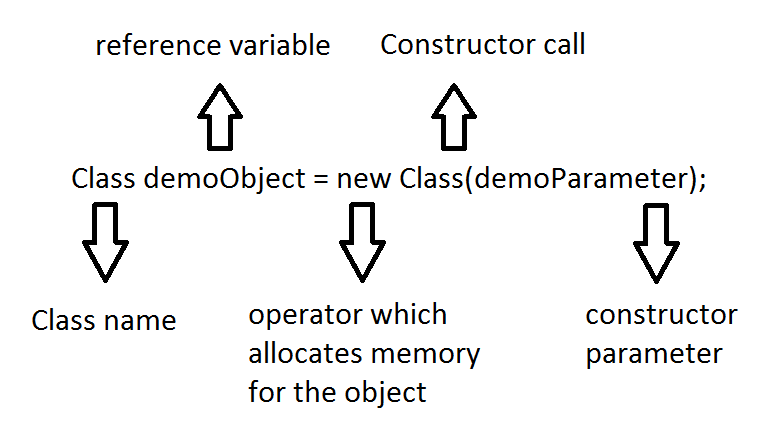 reference variable
Constructor call
Class demoObject = new Class(demoParameter);
Class name
operator which
allocates memory
for the object
constructor
parameter